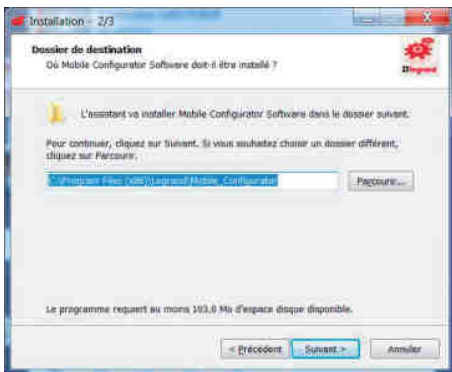 Installation - 2/3
Dossier de destination
Où Mobile Configurator Software doit-il être installé ?
legrand
L'assistant va installer Mobile Configurator Software dans le dossier suivant.
Pour continuer, cliquez sur Suivant. Si vous souhaitez choisir un dossier différent,
cliquez sur Parcourir.
C:\Program Files (x86)\Legrand\Mobile_Configurator
Parcourir...
Le programme requiert au moins 103,6 Mo d'espace disque disponible.
< Précédent
Suivant >
Annuler